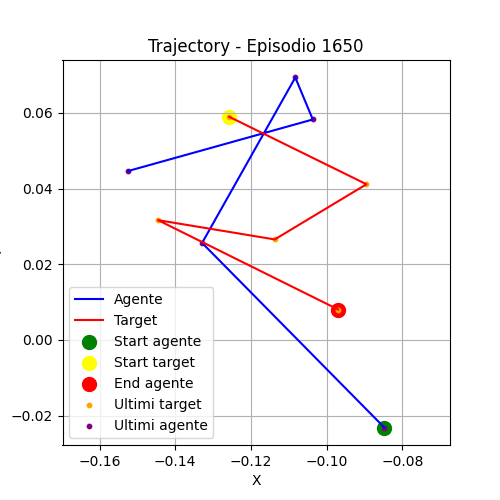 Trajectory - Episodio 1650
0.06
0.04
0.02
0.00
−0.02
Agente
Target
Start agente
Start target
End agente
Ultimi target
Ultimi agente
−0.16
−0.14
−0.12
−0.10
−0.08
X